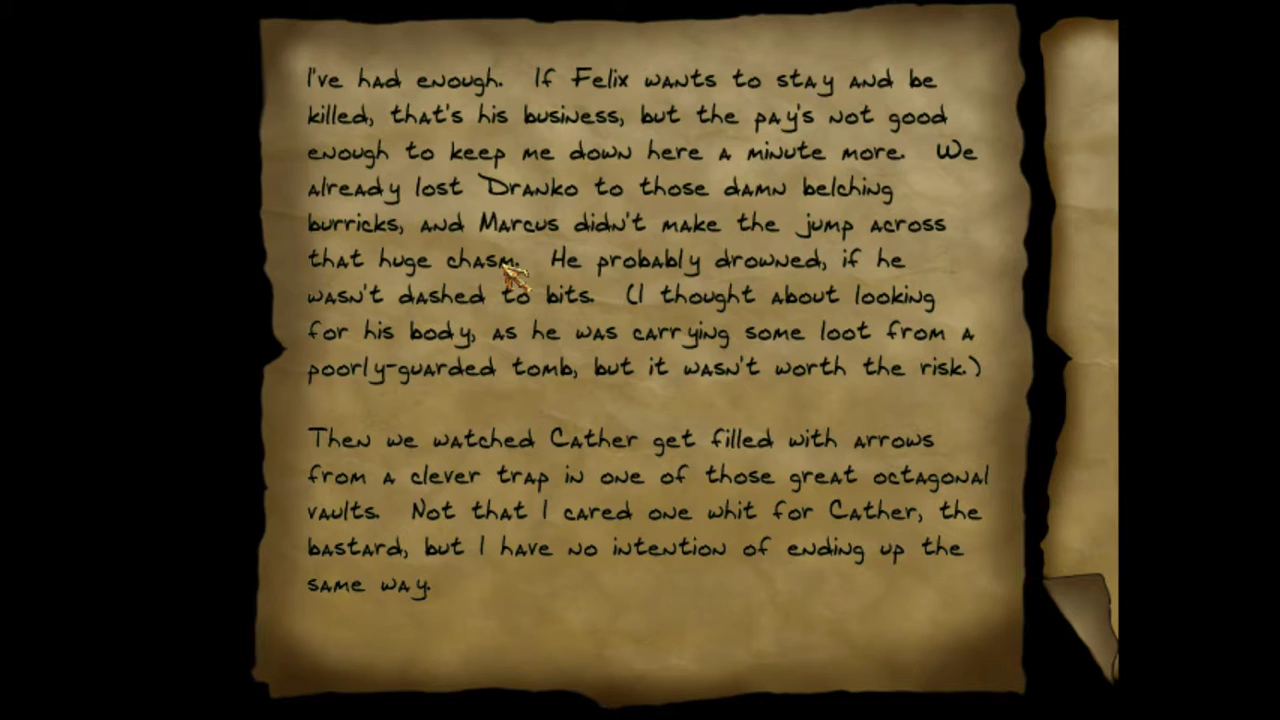 I've had enough. If Felix wants to stay and be
killed, that's his business, but the pay's not good
enough to keep me down here a minute more. We
already lost Dranko to those damn belching
burricks, and Marcus didn't make the jump across
that huge chasm. He probably drowned, if he
wasn't dashed to bits. (I thought about looking
for his body, as he was carrying some loot from a
poorly-guarded tomb, but it wasn't worth the risk.)
Then we watched Cather get filled with arrows
from a clever trap in one of those great octagonal
vaults. Not that I cared one whit for Cather, the
bastard, but I have no intention of ending up the
same way.